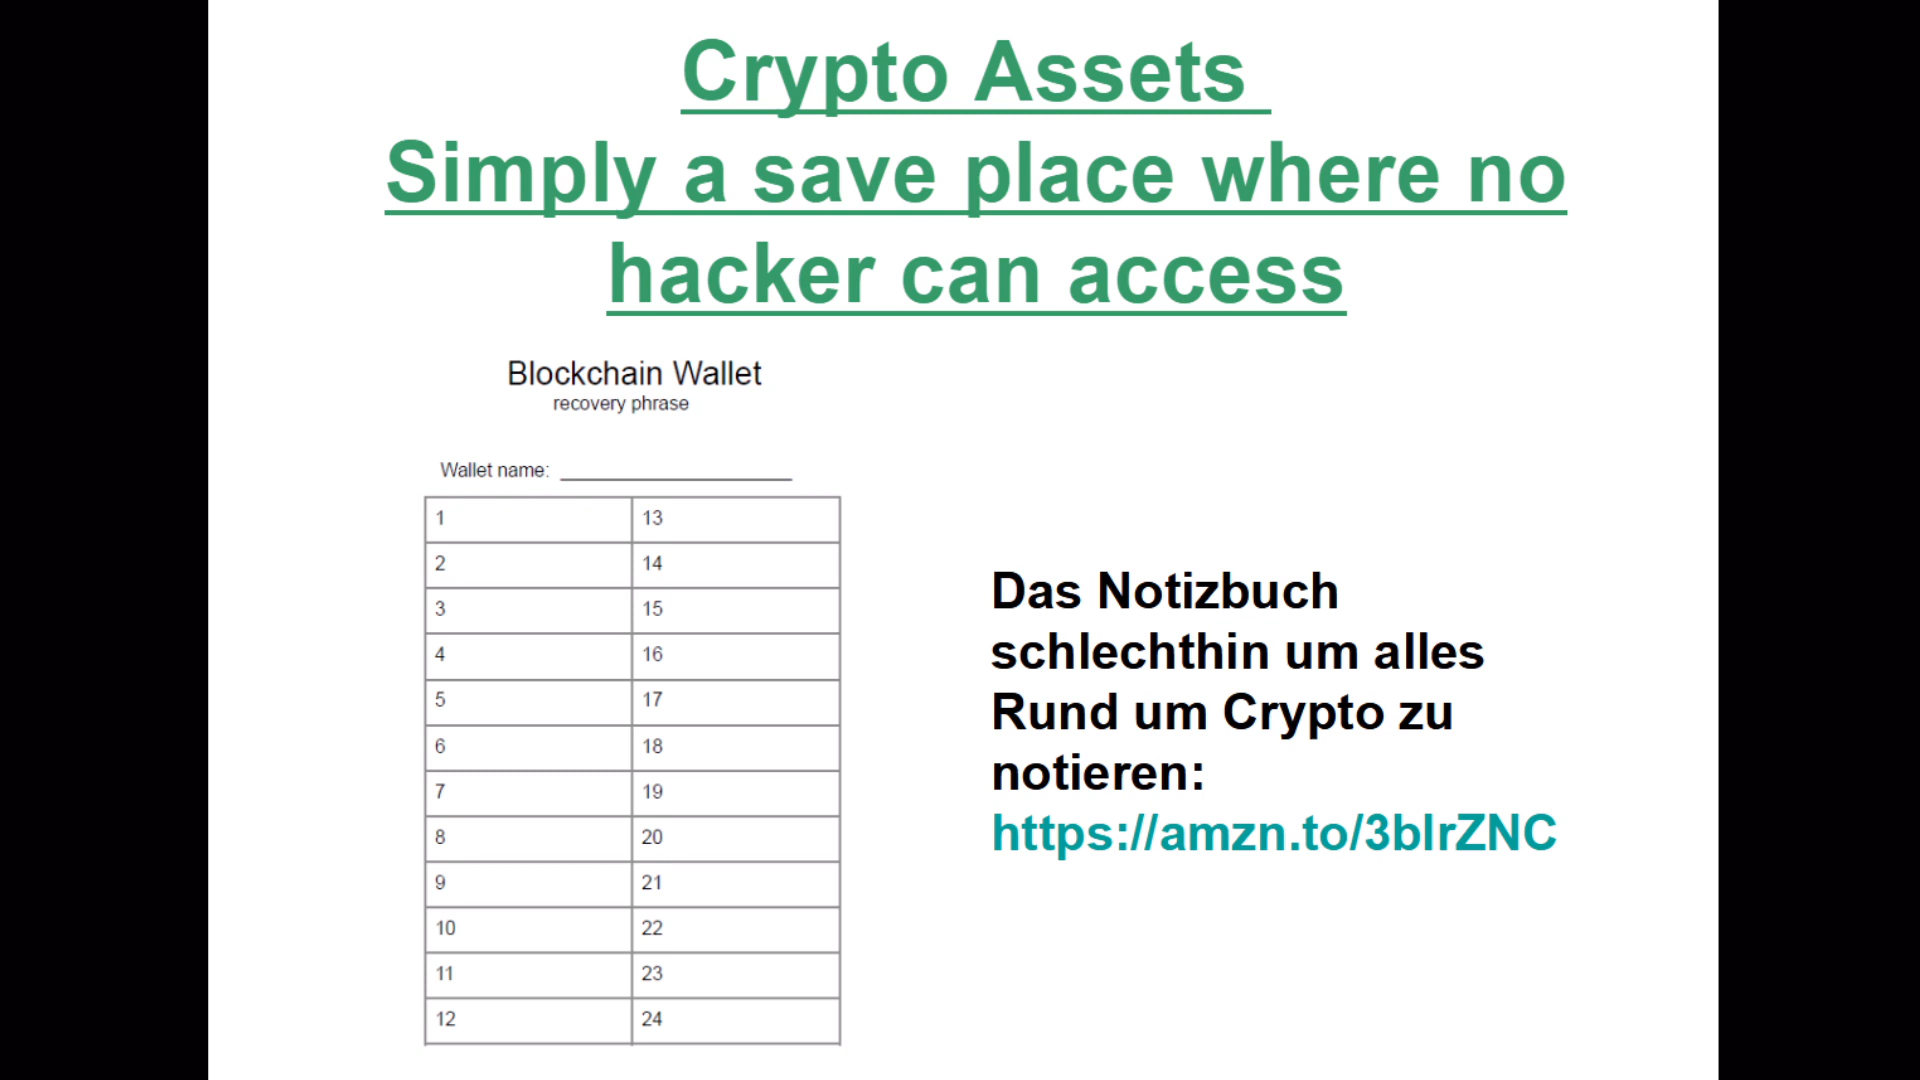 Crypto Assets
Simply a save place where no
hacker can access
Blockchain Wallet
recovery phrase
Wallet name: ____________________
1 13
2 14
3 15
4 16
5 17
6 18
7 19
8 20
9 21
10 22
11 23
12 24
Das Notizbuch
schlechthin um alles
Rund um Crypto zu
notieren:
https://amzn.to/3blrZNC